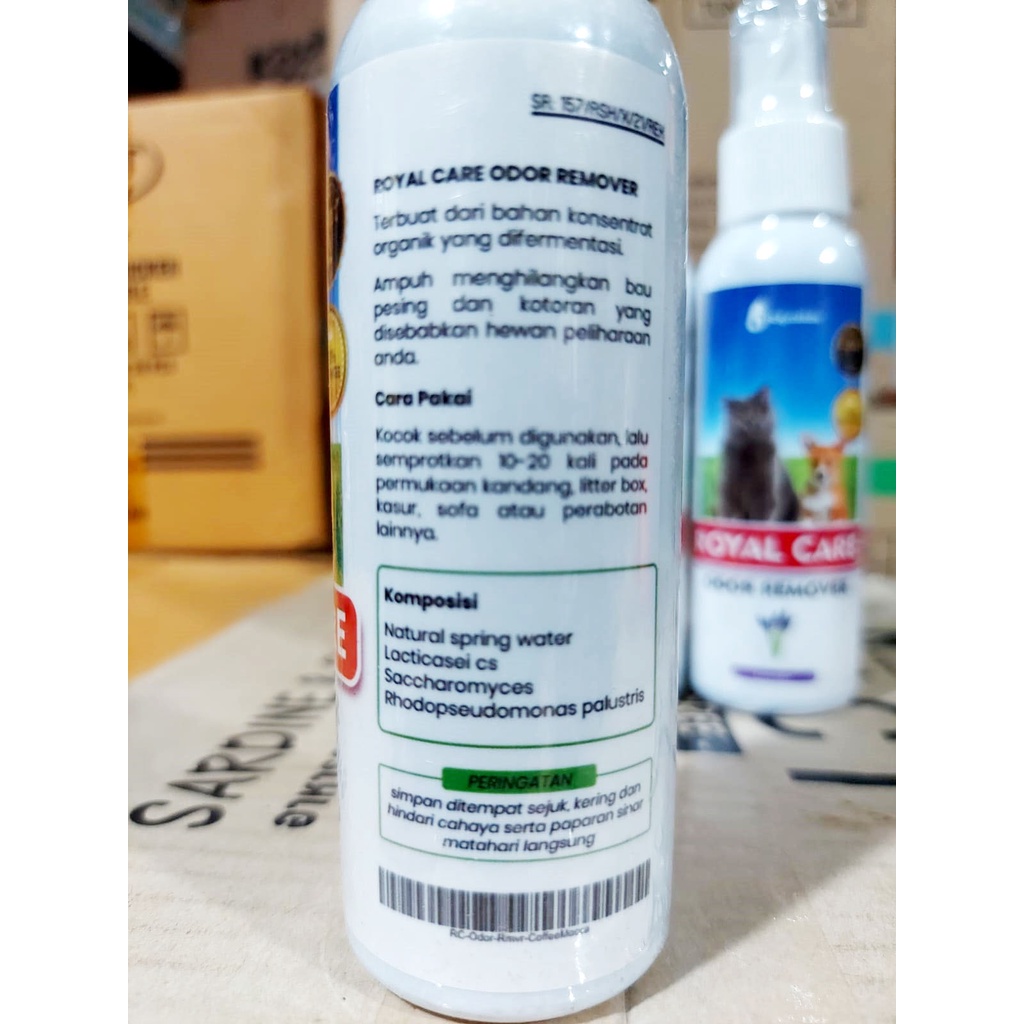 SR: 157/RSH/X/21/REH
ROYAL CARE ODOR REMOVER
Terbuat dari bahan konsentrat
organik yang difermentasi.
Ampuh menghilangkan bau
pesing dan kotoran yang
disebabkan hewan peliharaan
anda.
Cara Pakai
Kocok sebelum digunakan, lalu
semprotkan 10-20 kali pada
permukaan kandang, litter box,
kasur, sofa atau perabotan
lainnya.
Komposisi
Natural spring water
Lacticasei cs
Saccharomyces
Rhodopseudomonas palustris
PERINGATAN
simpan ditempat sejuk, kering dan
hindari cahaya serta paparan sinar
matahari langsung
RC-Odor-Rmvr-CoffeeMocca
ROYAL CARE
ODOR REMOVER
SARDINE